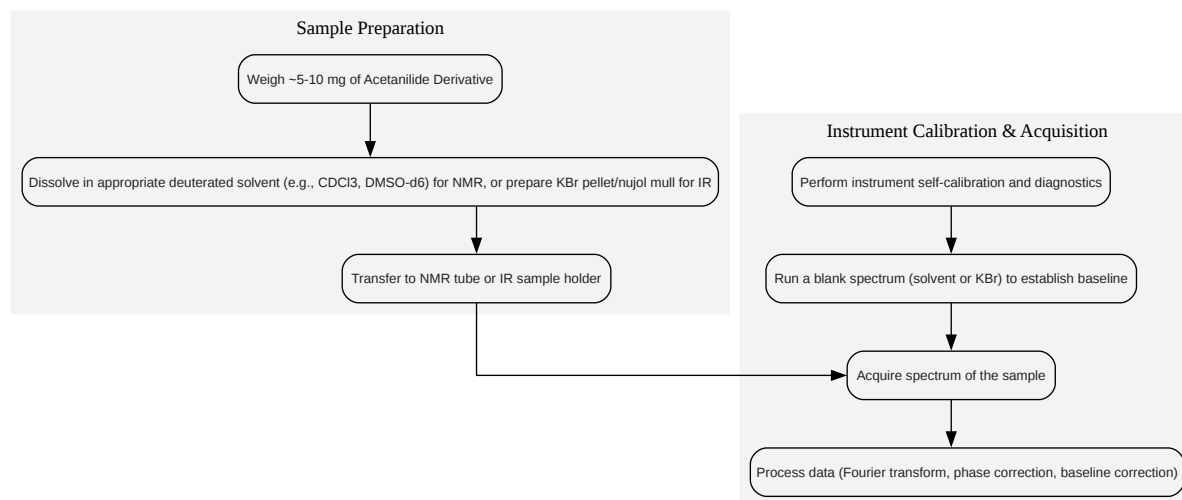 Sample Preparation
Weigh ~5-10 mg of Acetanilide Derivative
Dissolve in appropriate deuterated solvent (e.g., CDCl3, DMSO-d6) for NMR, or prepare KBr pellet/nujol mull for IR
Transfer to NMR tube or IR sample holder
Instrument Calibration & Acquisition
Perform instrument self-calibration and diagnostics
Run a blank spectrum (solvent or KBr) to establish baseline
Acquire spectrum of the sample
Process data (Fourier transform, phase correction, baseline correction)